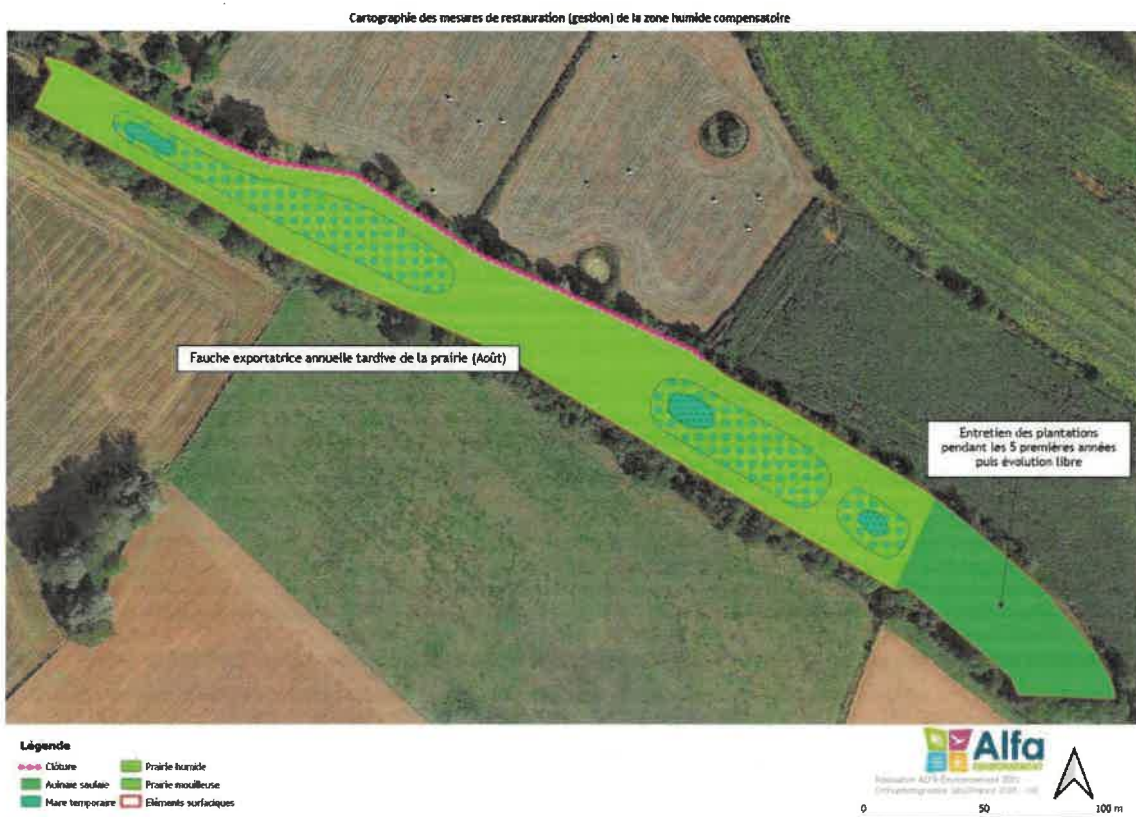 Cartographie des mesures de restauration (gestion) de la zone humide compensatoire
Fauche exportatrice annuelle tardive de la prairie (Août)
Entretien des plantations
pendant les 5 premières années
puis évolution libre
Légende
Clôture
Prairie humide
Aulnaie saulaie
Prairie mouilleuse
Mare temporaire
Eléments surfaciques
Alfa
ENVIRONNEMENT
0 50 100 m